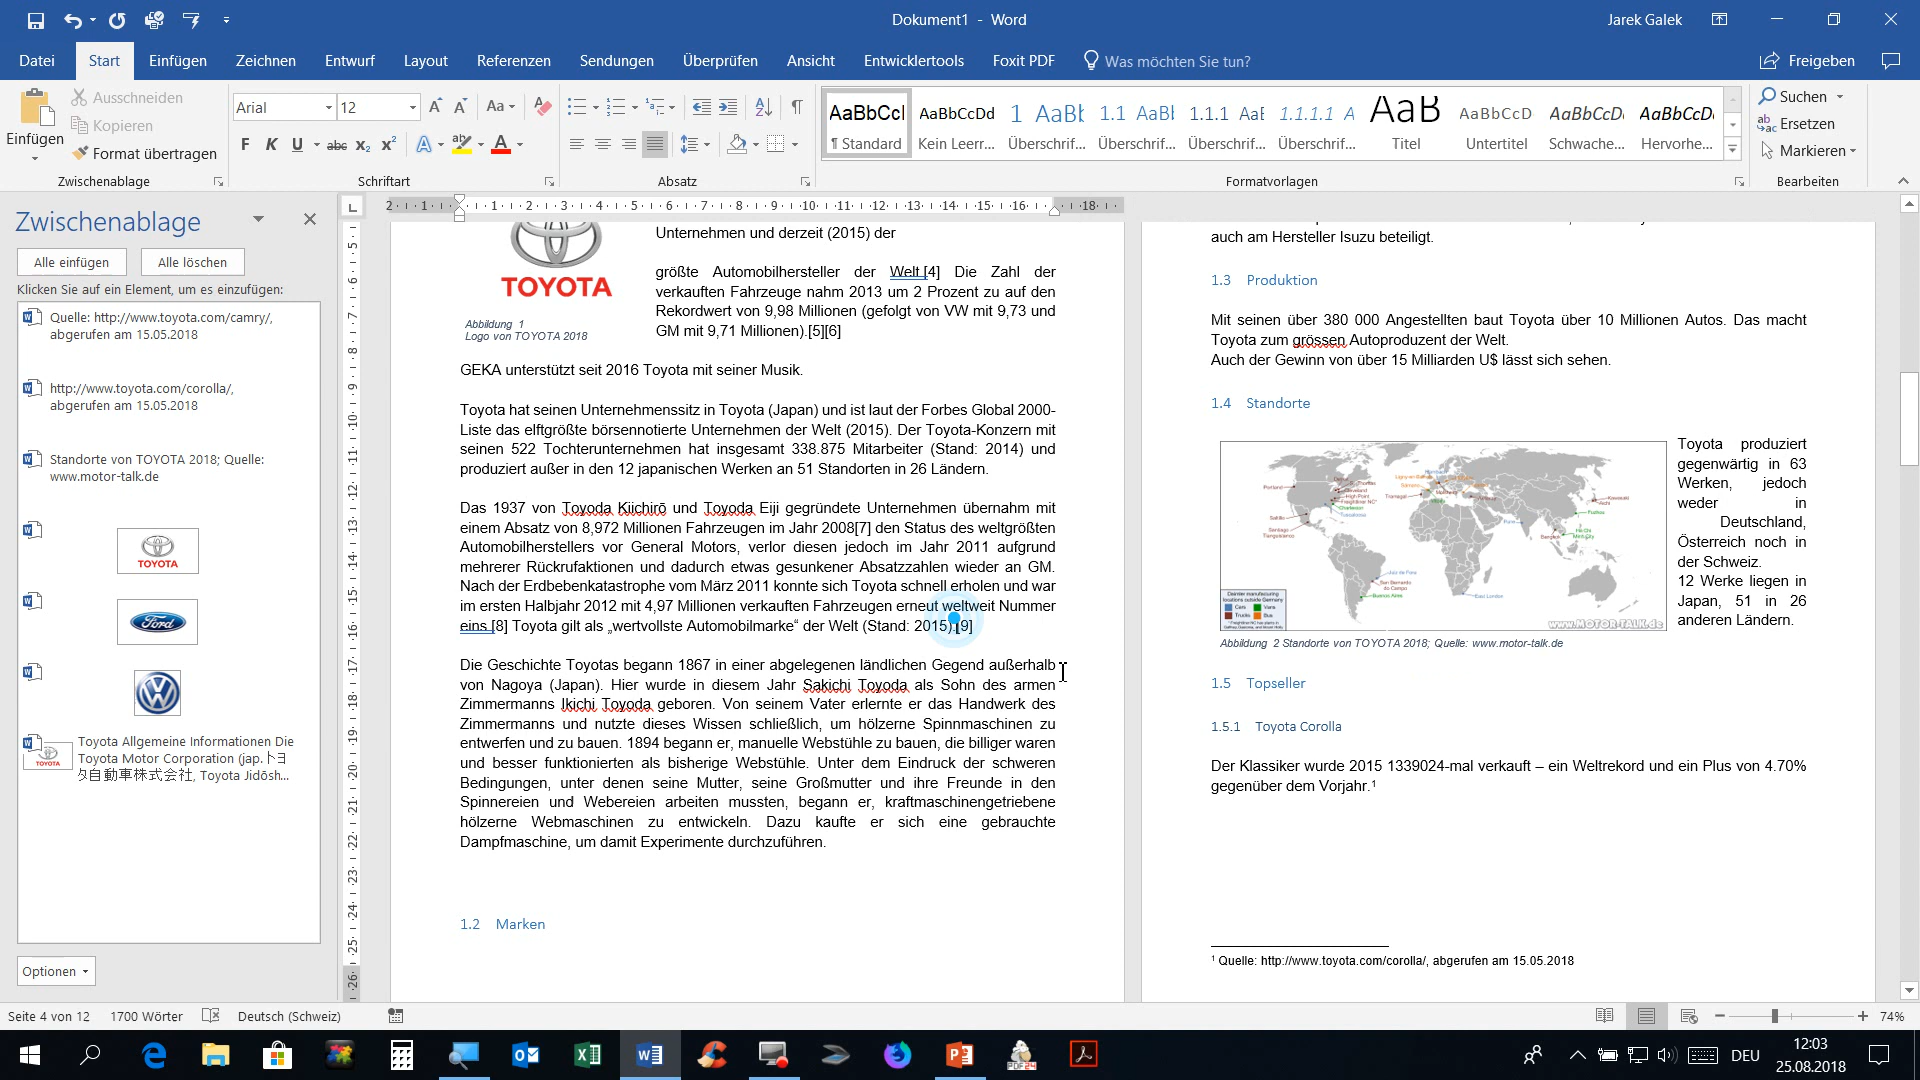 Dokument1 - Word
Jarek Galek
Datei Start Einfügen Zeichnen Entwurf Layout Referenzen Sendungen Überprüfen Ansicht Entwicklertools Foxit PDF Was möchten Sie tun? Freigeben
Einfügen
Ausschneiden
Kopieren
Format übertragen
Zwischenablage
Arial 12
Schriftart
Absatz
AaBbCcI AaBbCcDd 1 AaBb 1.1 AaBb 1.1.1 AaE 1.1.1.1 A AaB AaBbCcD AaBbCcD AaBbCcD
¶ Standard Kein Leerr... Überschrif... Überschrif... Überschrif... Überschrif... Titel Untertitel Schwache... Hervorhe...
Formatvorlagen
Suchen
Ersetzen
Markieren
Bearbeiten
Zwischenablage
Alle einfügen Alle löschen
Klicken Sie auf ein Element, um es einzufügen:
Quelle: http://www.toyota.com/camry/,
abgerufen am 15.05.2018
http://www.toyota.com/corolla/,
abgerufen am 15.05.2018
Standorte von TOYOTA 2018; Quelle:
www.motor-talk.de
TOYOTA
Ford
TOYOTA
Toyota Allgemeine Informationen Die
Toyota Motor Corporation (jap. トヨ
タ自動車株式会社, Toyota Jidōsh...
Optionen
TOYOTA
Abbildung 1
Logo von TOYOTA 2018
Unternehmen und derzeit (2015) der
größte Automobilhersteller der Welt.[4] Die Zahl der
verkauften Fahrzeuge nahm 2013 um 2 Prozent zu auf den
Rekordwert von 9,98 Millionen (gefolgt von VW mit 9,73 und
GM mit 9,71 Millionen).[5][6]
GEKA unterstützt seit 2016 Toyota mit seiner Musik.
Toyota hat seinen Unternehmenssitz in Toyota (Japan) und ist laut der Forbes Global 2000-
Liste das elftgrößte börsennotierte Unternehmen der Welt (2015). Der Toyota-Konzern mit
seinen 522 Tochterunternehmen hat insgesamt 338.875 Mitarbeiter (Stand: 2014) und
produziert außer in den 12 japanischen Werken an 51 Standorten in 26 Ländern.
Das 1937 von Toyoda Kiichirō und Toyoda Eiji gegründete Unternehmen übernahm mit
einem Absatz von 8,972 Millionen Fahrzeugen im Jahr 2008[7] den Status des weltgrößten
Automobilherstellers vor General Motors, verlor diesen jedoch im Jahr 2011 aufgrund
mehrerer Rückrufaktionen und dadurch etwas gesunkener Absatzzahlen wieder an GM.
Nach der Erdbebenkatastrophe vom März 2011 konnte sich Toyota schnell erholen und war
im ersten Halbjahr 2012 mit 4,97 Millionen verkauften Fahrzeugen erneut weltweit Nummer
eins.[8] Toyota gilt als „wertvollste Automobilmarke“ der Welt (Stand: 2015).[9]
Die Geschichte Toyotas begann 1867 in einer abgelegenen ländlichen Gegend außerhalb
von Nagoya (Japan). Hier wurde in diesem Jahr Sakichi Toyoda als Sohn des armen
Zimmermanns Ikichi Toyoda geboren. Von seinem Vater erlernte er das Handwerk des
Zimmermanns und nutzte dieses Wissen schließlich, um hölzerne Spinnmaschinen zu
entwerfen und zu bauen. 1894 begann er, manuelle Webstühle zu bauen, die billiger waren
und besser funktionierten als bisherige Webstühle. Unter dem Eindruck der schweren
Bedingungen, unter denen seine Mutter, seine Großmutter und ihre Freunde in den
Spinnereien und Webereien arbeiten mussten, begann er, kraftmaschinengetriebene
hölzerne Webmaschinen zu entwickeln. Dazu kaufte er sich eine gebrauchte
Dampfmaschine, um damit Experimente durchzuführen.
1.2 Marken
auch am Hersteller Isuzu beteiligt.
1.3 Produktion
Mit seinen über 380 000 Angestellten baut Toyota über 10 Millionen Autos. Das macht
Toyota zum grössen Autoproduzent der Welt.
Auch der Gewinn von über 15 Milliarden U$ lässt sich sehen.
1.4 Standorte
www.MOTOR-TALK.de
Toyota produziert
gegenwärtig in 63
Werken, jedoch
weder in
Deutschland,
Österreich noch in
der Schweiz.
12 Werke liegen in
Japan, 51 in 26
anderen Ländern.
Abbildung 2 Standorte von TOYOTA 2018; Quelle: www.motor-talk.de
1.5 Topseller
1.5.1 Toyota Corolla
Der Klassiker wurde 2015 1339024-mal verkauft – ein Weltrekord und ein Plus von 4.70%
gegenüber dem Vorjahr.¹
¹ Quelle: http://www.toyota.com/corolla/, abgerufen am 15.05.2018
Seite 4 von 12 1700 Wörter Deutsch (Schweiz) 74%
DEU
12:03
25.08.2018